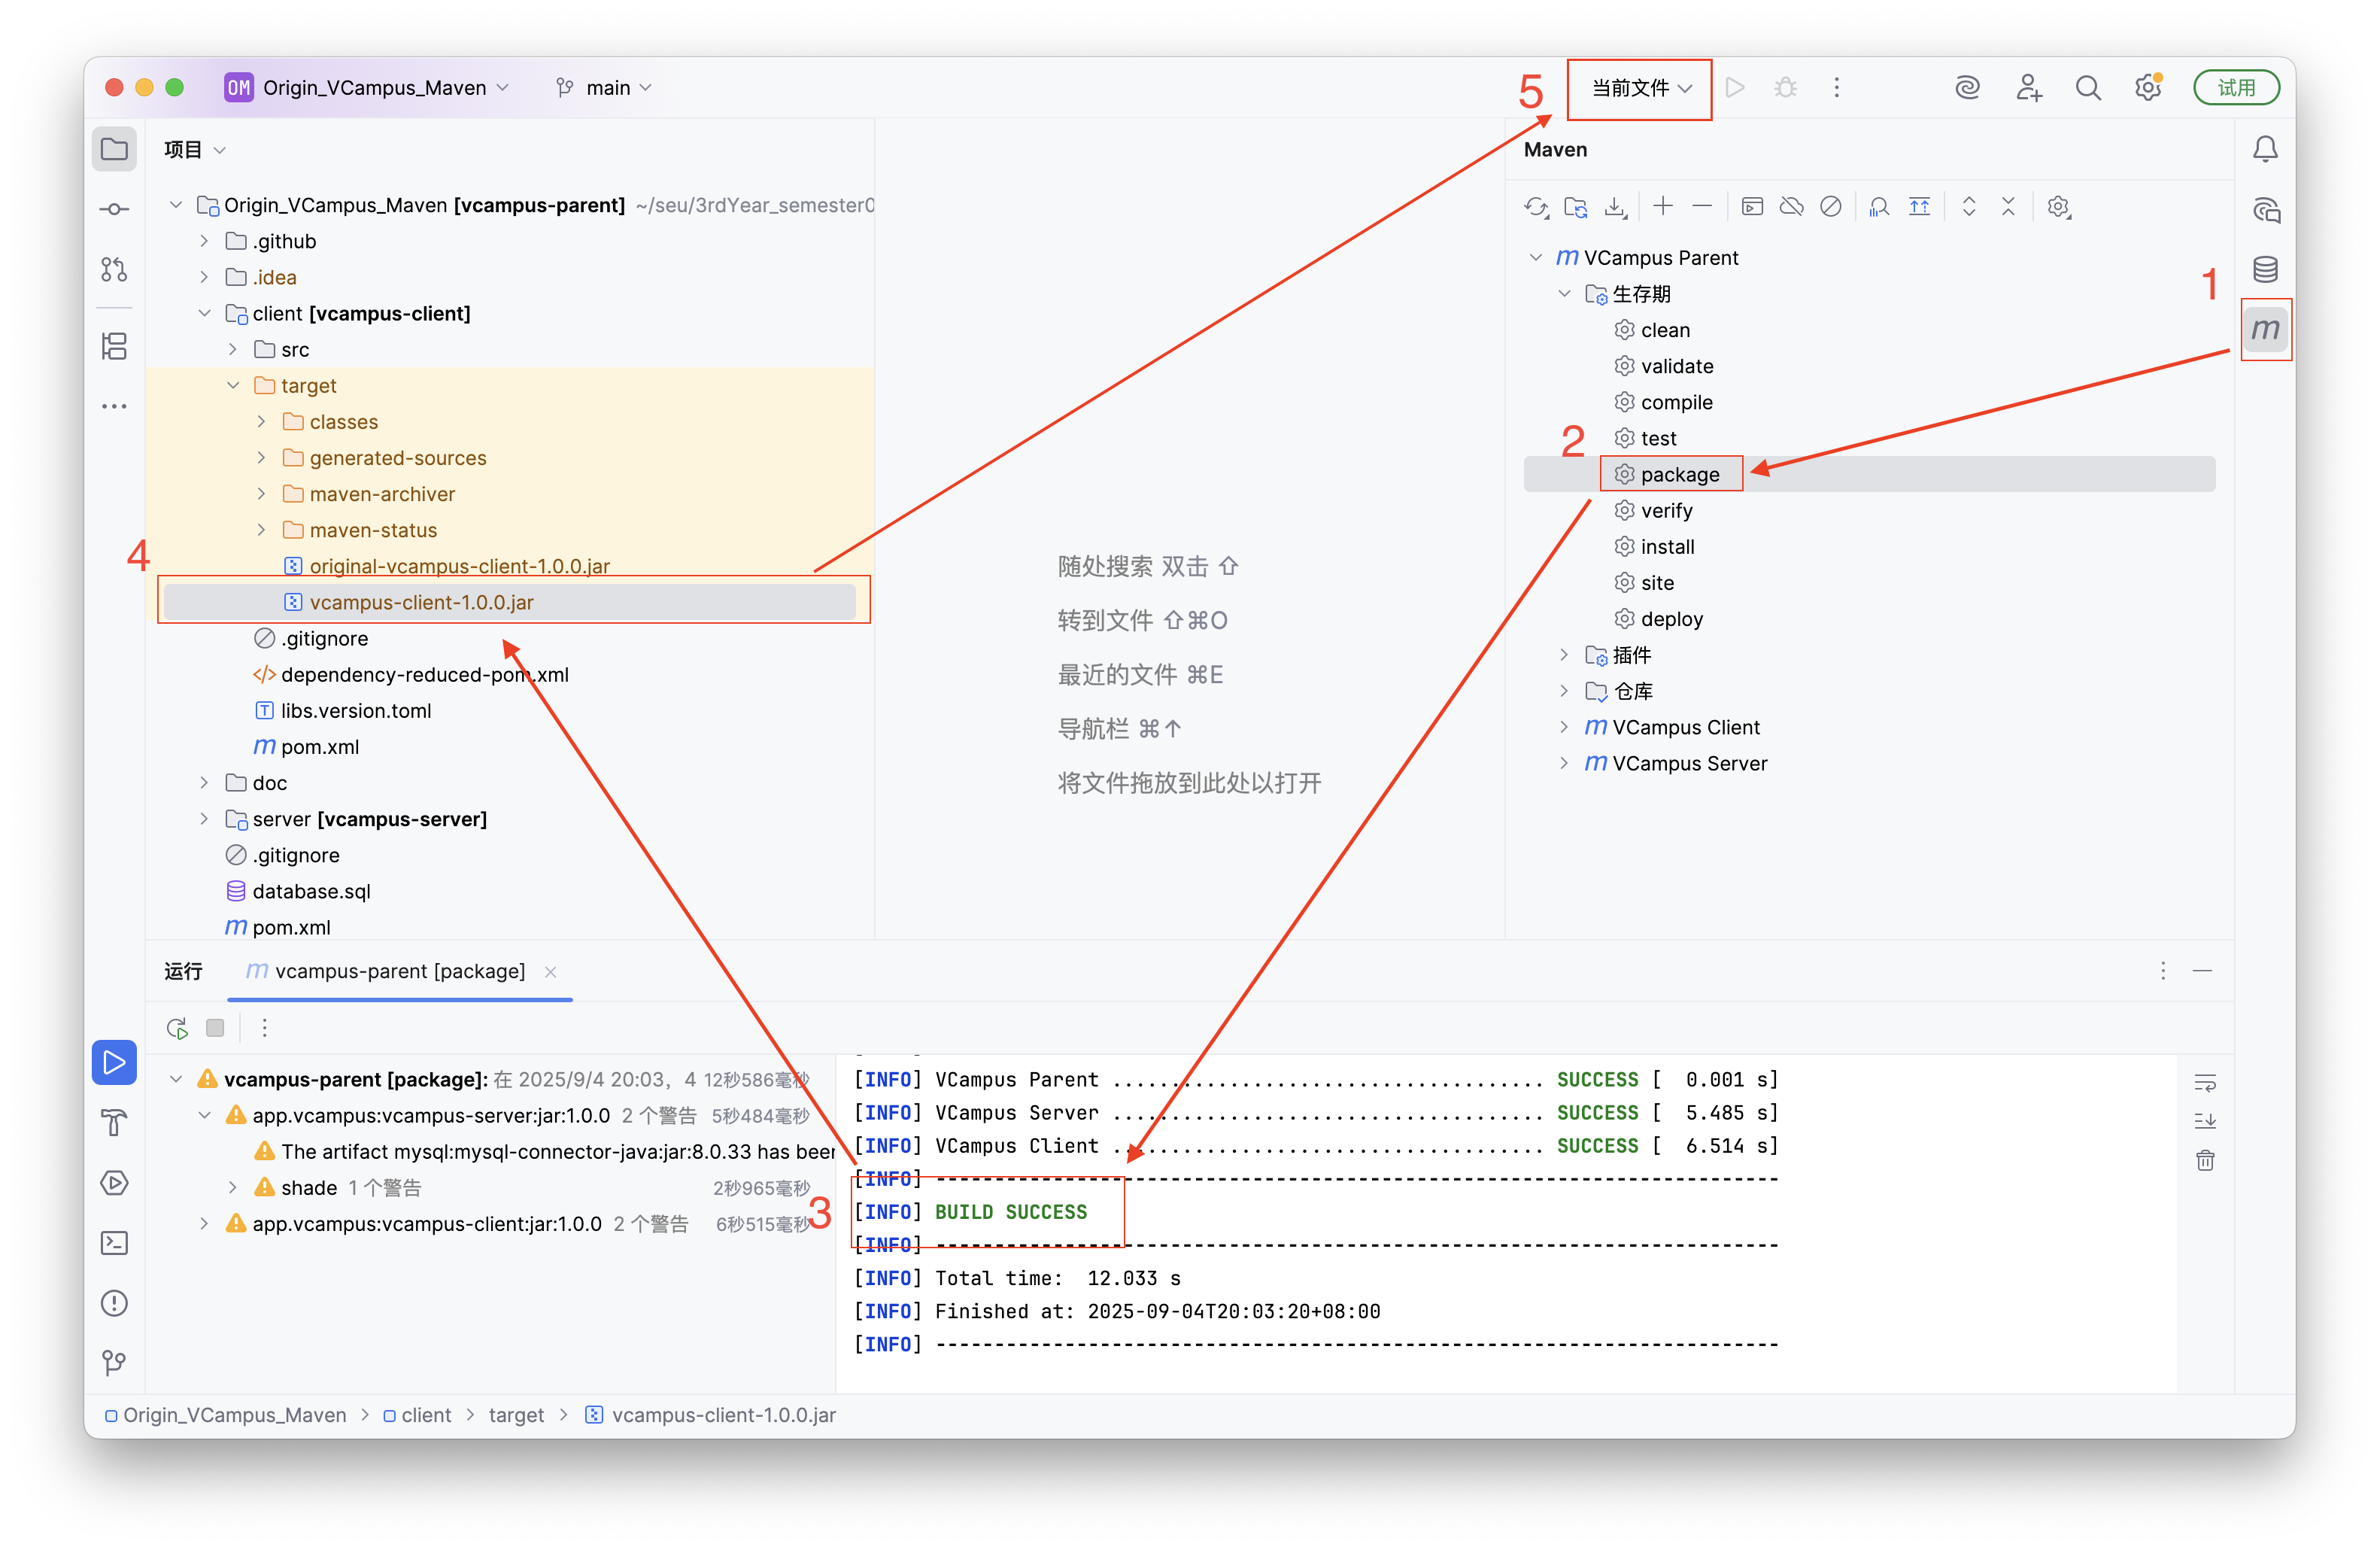 OM Origin_VCampus_Maven
main
5
当前文件
试用
项目
Origin_VCampus_Maven [vcampus-parent] ~/seu/3rdYear_semester0
.github
.idea
client [vcampus-client]
src
target
classes
generated-sources
maven-archiver
maven-status
original-vcampus-client-1.0.0.jar
4
vcampus-client-1.0.0.jar
.gitignore
dependency-reduced-pom.xml
libs.version.toml
m pom.xml
doc
server [vcampus-server]
.gitignore
database.sql
m pom.xml
随处搜索 双击 ⇧
转到文件 ⇧⌘O
最近的文件 ⌘E
导航栏 ⌘↑
将文件拖放到此处以打开
Maven
m VCampus Parent
生存期
clean
validate
compile
test
2
package
verify
install
site
deploy
插件
仓库
m VCampus Client
m VCampus Server
1
m
运行
m vcampus-parent [package]
vcampus-parent [package]: 在 2025/9/4 20:03，4 12秒586毫秒
app.vcampus:vcampus-server:jar:1.0.0 2 个警告 5秒484毫秒
The artifact mysql:mysql-connector-java:jar:8.0.33 has been
shade 1 个警告 2秒965毫秒
app.vcampus:vcampus-client:jar:1.0.0 2 个警告 6秒515毫秒
3
[INFO] VCampus Parent ..................................... SUCCESS [  0.001 s]
[INFO] VCampus Server ..................................... SUCCESS [  5.485 s]
[INFO] VCampus Client ..................................... SUCCESS [  6.514 s]
[INFO] ------------------------------------------------------------------------
[INFO] BUILD SUCCESS
[INFO] ------------------------------------------------------------------------
[INFO] Total time:  12.033 s
[INFO] Finished at: 2025-09-04T20:03:20+08:00
[INFO] ------------------------------------------------------------------------
Origin_VCampus_Maven > client > target > vcampus-client-1.0.0.jar